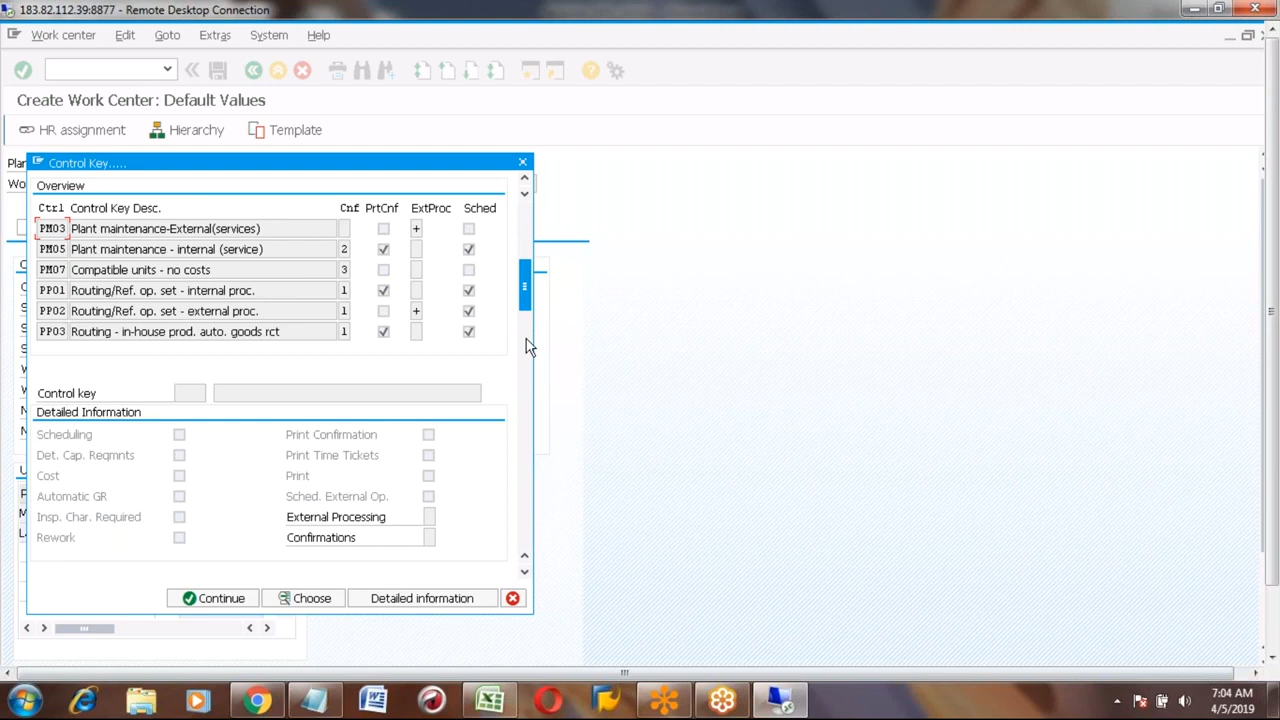 183.82.112.39:8877 - Remote Desktop Connection
Work center Edit Goto Extras System Help
Create Work Center: Default Values
HR assignment Hierarchy Template
Control Key.....
Overview
Ctrl Control Key Desc. Cnf PrtCnf ExtProc Sched
PM03 Plant maintenance-External(services) +
PM05 Plant maintenance - internal (service) 2
PM07 Compatible units - no costs 3
PP01 Routing/Ref. op. set - internal proc. 1
PP02 Routing/Ref. op. set - external proc. 1 +
PP03 Routing - in-house prod. auto. goods rct 1
Control key
Detailed Information
Scheduling Print Confirmation
Det. Cap. Reqmnts Print Time Tickets
Cost Print
Automatic GR Sched. External Op.
Insp. Char. Required External Processing
Rework Confirmations
Continue Choose Detailed information
7:04 AM
4/5/2019